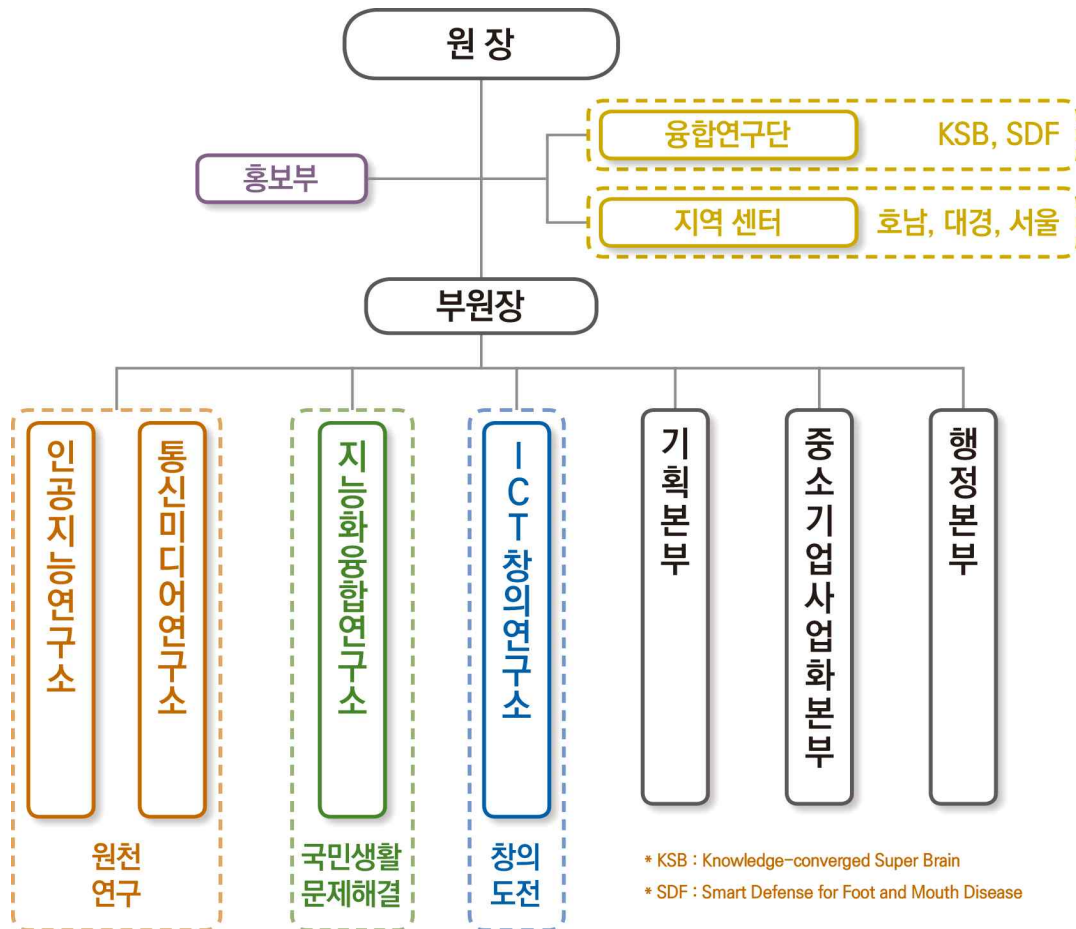 원 장
융합연구단 KSB, SDF
홍보부
지역 센터 호남, 대경, 서울
부원장
인공지능연구소
통신미디어연구소
지능화융합연구소
ICT창의연구소
기획본부
중소기업사업화본부
행정본부
원천
연구
국민생활
문제해결
창의
도전
* KSB : Knowledge-converged Super Brain
* SDF : Smart Defense for Foot and Mouth Disease